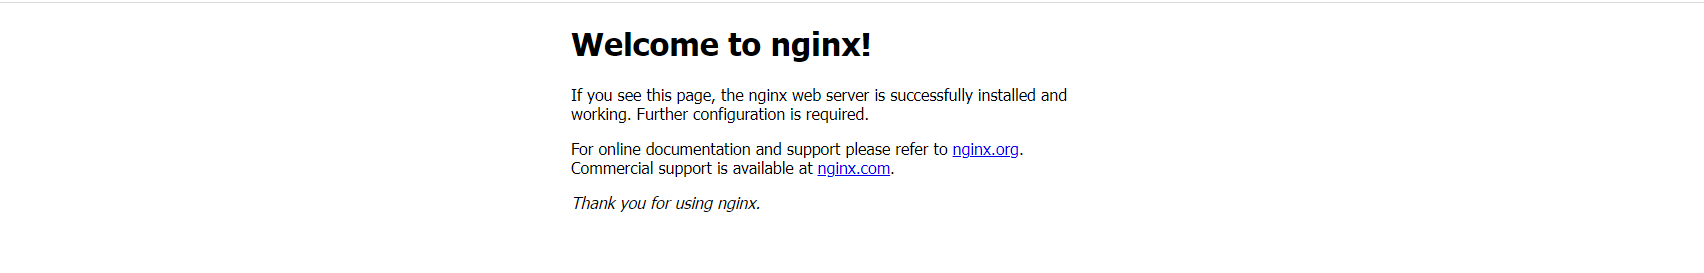 Welcome to nginx!
If you see this page, the nginx web server is successfully installed and
working. Further configuration is required.
For online documentation and support please refer to nginx.org.
Commercial support is available at nginx.com.
Thank you for using nginx.